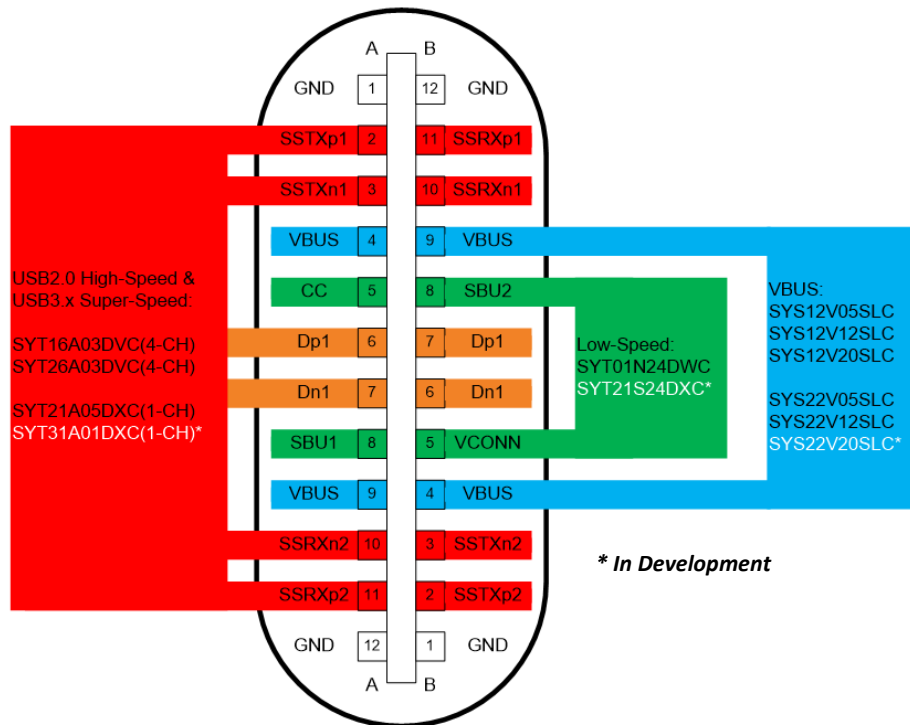 A B
GND 1 12 GND
SSTXp1 2 11 SSRXp1
SSTXn1 3 10 SSRXn1
VBUS 4 9 VBUS
CC 5 8 SBU2
Dp1 6 7 Dp1
Dn1 7 6 Dn1
SBU1 8 5 VCONN
VBUS 9 4 VBUS
SSRXn2 10 3 SSTXn2
SSRXp2 11 2 SSTXp2
GND 12 1 GND
A B
USB2.0 High-Speed &
USB3.x Super-Speed:
SYT16A03DVC(4-CH)
SYT26A03DVC(4-CH)
SYT21A05DXC(1-CH)
SYT31A01DXC(1-CH)*
Low-Speed:
SYT01N24DWC
SYT21S24DXC*
VBUS:
SYS12V05SLC
SYS12V12SLC
SYS12V20SLC
SYS22V05SLC
SYS22V12SLC
SYS22V20SLC*
* In Development